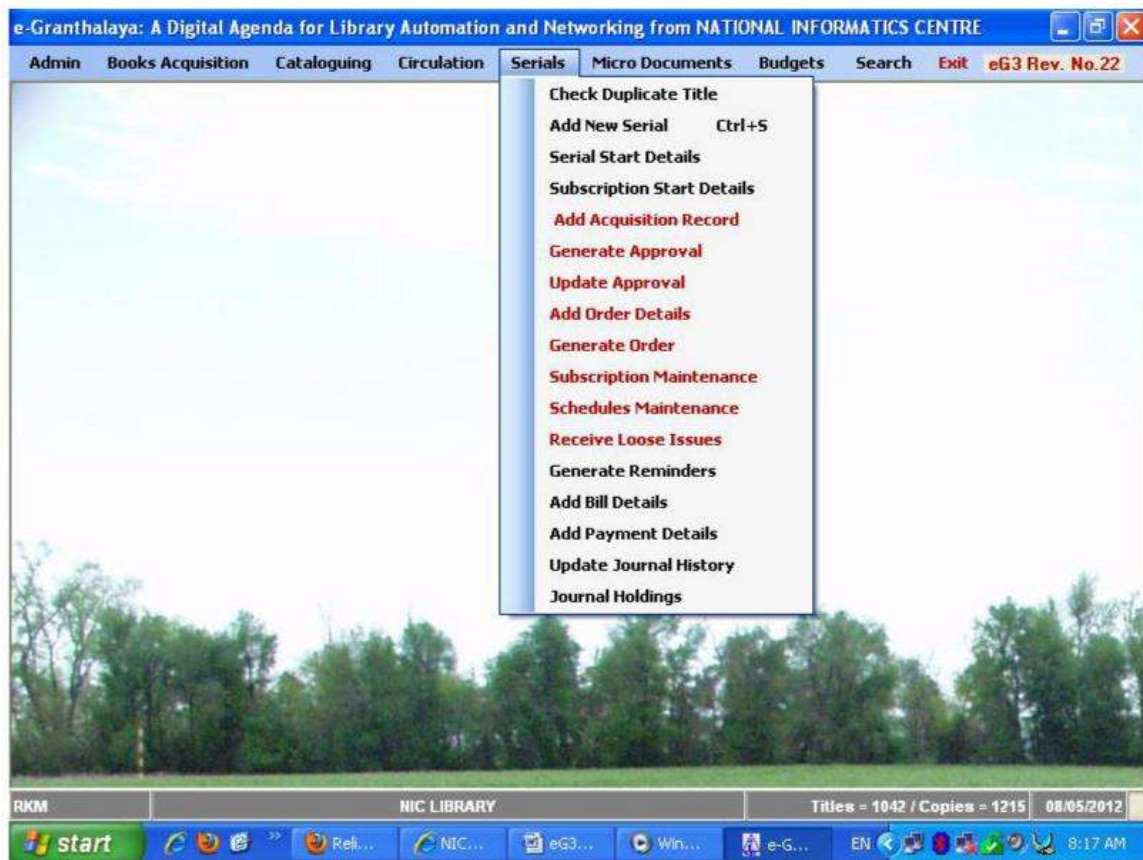 e-Granthalaya: A Digital Agenda for Library Automation and Networking from NATIONAL INFORMATICS CENTRE
Admin Books Acquisition Cataloguing Circulation Serials Micro Documents Budgets Search Exit eG3 Rev. No.22
Check Duplicate Title
Add New Serial Ctrl+S
Serial Start Details
Subscription Start Details
Add Acquisition Record
Generate Approval
Update Approval
Add Order Details
Generate Order
Subscription Maintenance
Schedules Maintenance
Receive Loose Issues
Generate Reminders
Add Bill Details
Add Payment Details
Update Journal History
Journal Holdings
RKM NIC LIBRARY Titles = 1042 / Copies = 1215 08/05/2012
start Reli... NIC... eG3... Win... e-G... EN 8:17 AM